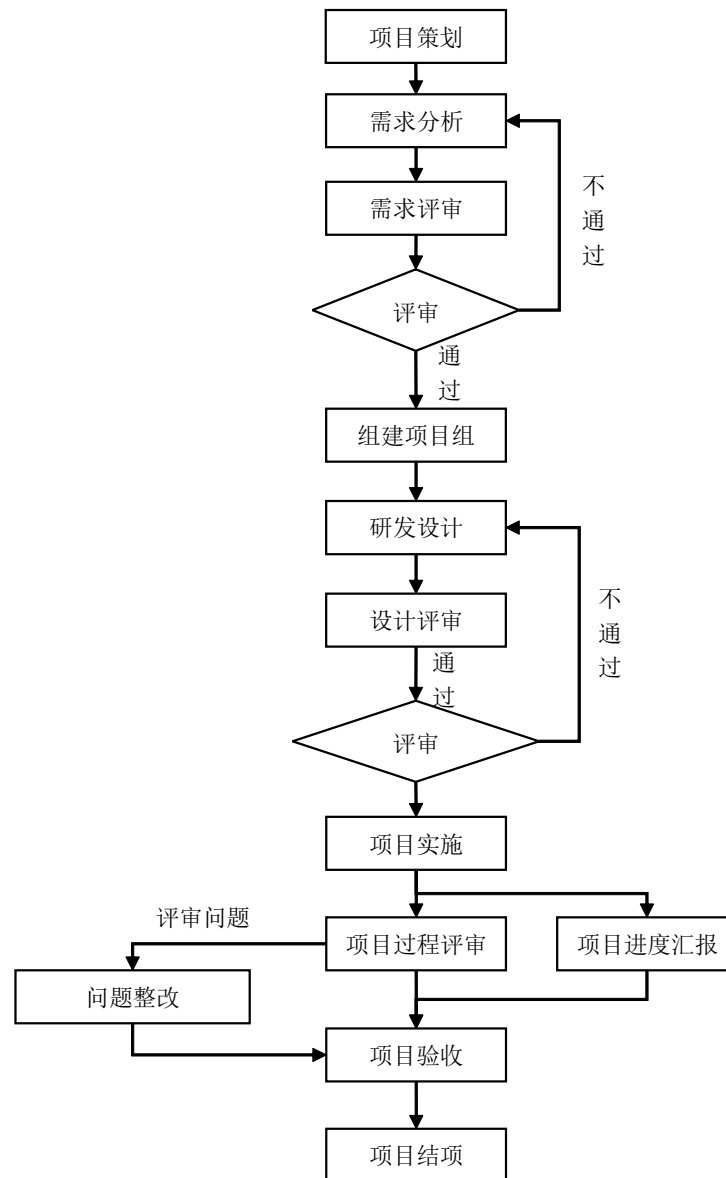 项目策划
需求分析
不通过
需求评审
评审
通过
组建项目组
研发设计
不通过
设计评审
通过
评审
项目实施
评审问题
项目过程评审
项目进度汇报
问题整改
项目验收
项目结项